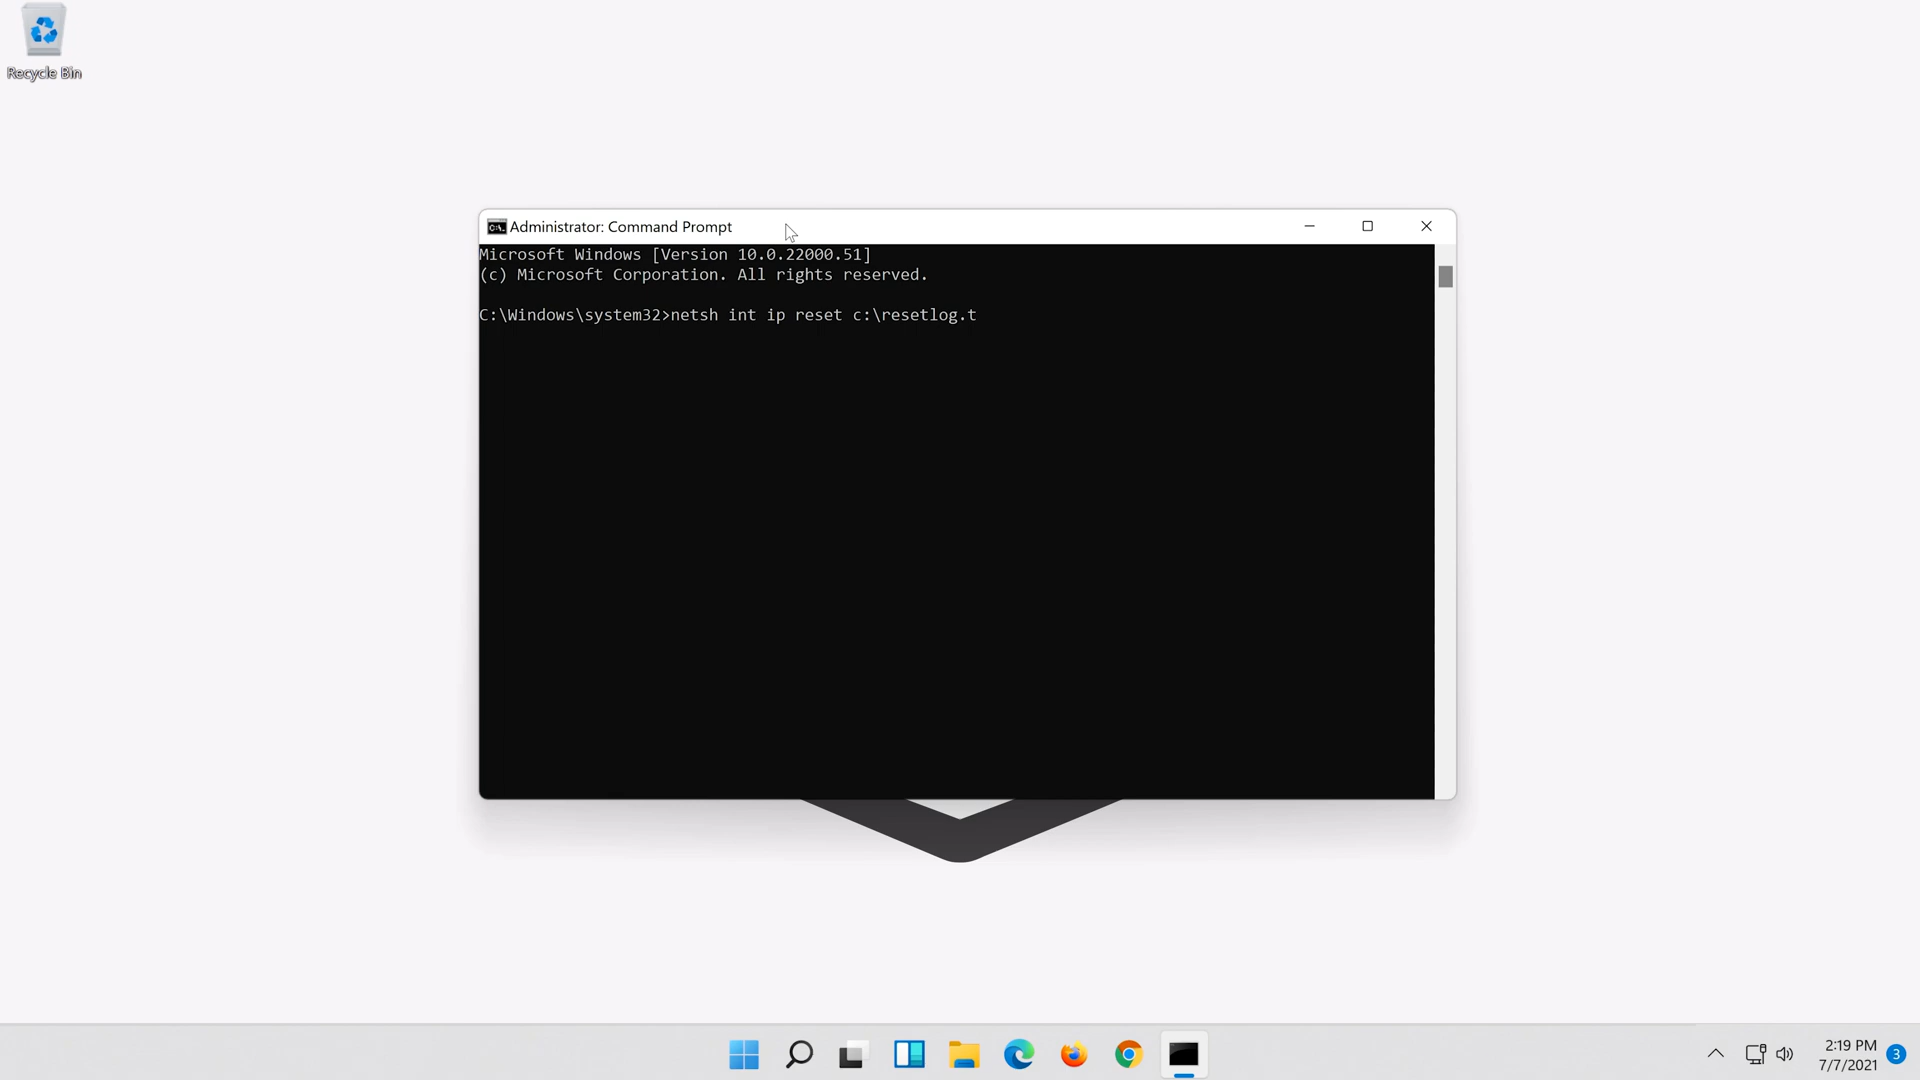 Recycle Bin
Administrator: Command Prompt
Microsoft Windows [Version 10.0.22000.51]
(c) Microsoft Corporation. All rights reserved.
C:\Windows\system32>netsh int ip reset c:\resetlog.t
2:19 PM
7/7/2021
3